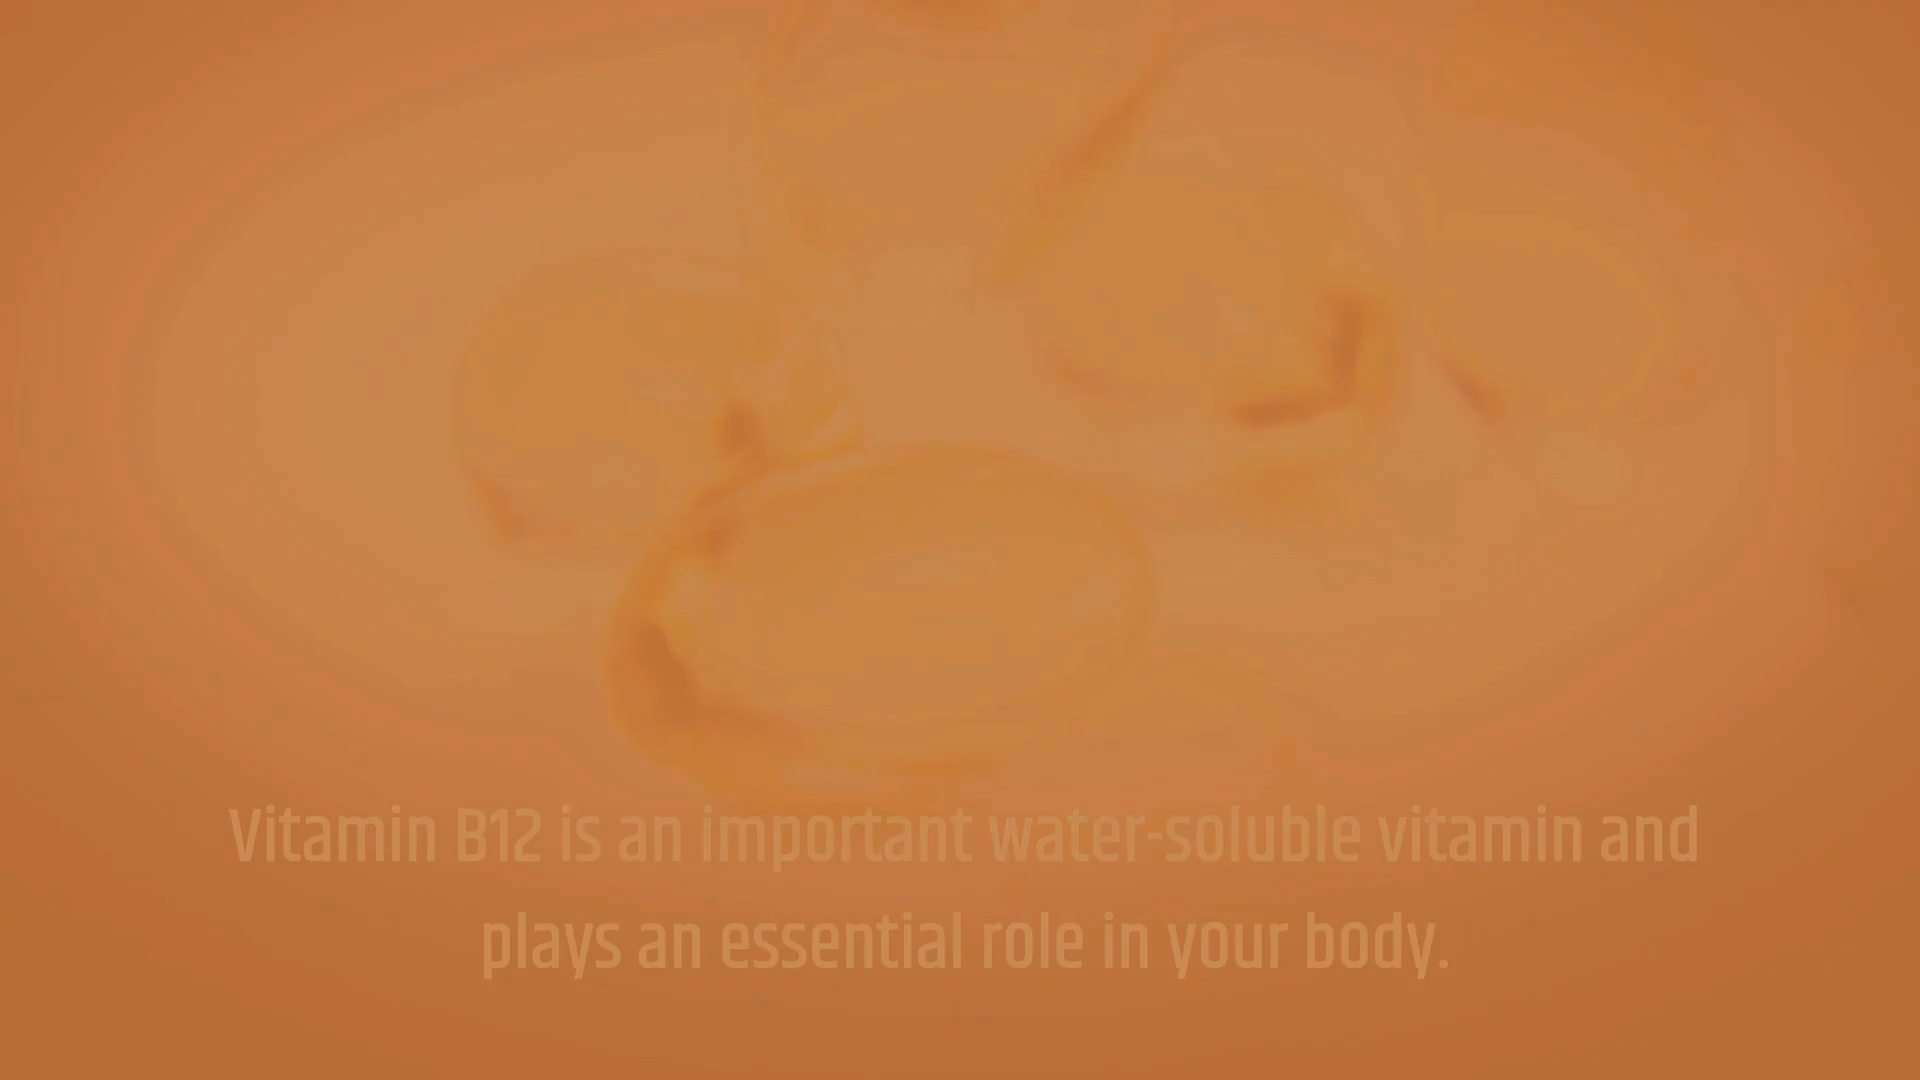 Vitamin B12 is an important water-soluble vitamin and
plays an essential role in your body.